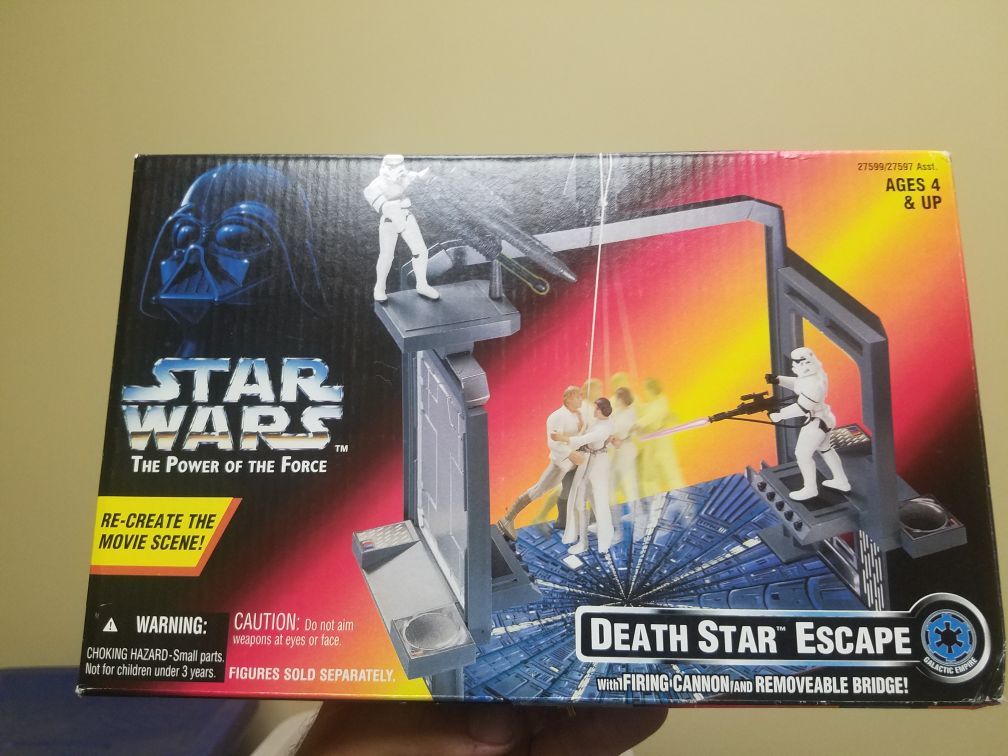 27599/27597 Asst.
AGES 4
& UP
STAR
WARS™
THE POWER OF THE FORCE
RE-CREATE THE
MOVIE SCENE!
⚠ WARNING:
CHOKING HAZARD-Small parts.
Not for children under 3 years.
CAUTION: Do not aim
weapons at eyes or face.
FIGURES SOLD SEPARATELY.
DEATH STAR™ ESCAPE
GALACTIC EMPIRE
With FIRING CANNON AND REMOVEABLE BRIDGE!